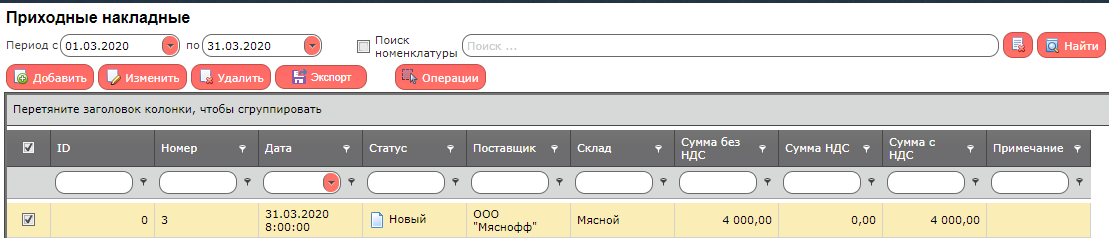 Приходные накладные
Период с 01.03.2020 по 31.03.2020 Поиск номенклатуры Поиск ... Найти
Добавить Изменить Удалить Экспорт Операции
Перетяните заголовок колонки, чтобы сгруппировать
ID Номер Дата Статус Поставщик Склад Сумма без НДС Сумма НДС Сумма с НДС Примечание
0 3 31.03.2020 8:00:00 Новый ООО "Мяснофф" Мясной 4 000,00 0,00 4 000,00